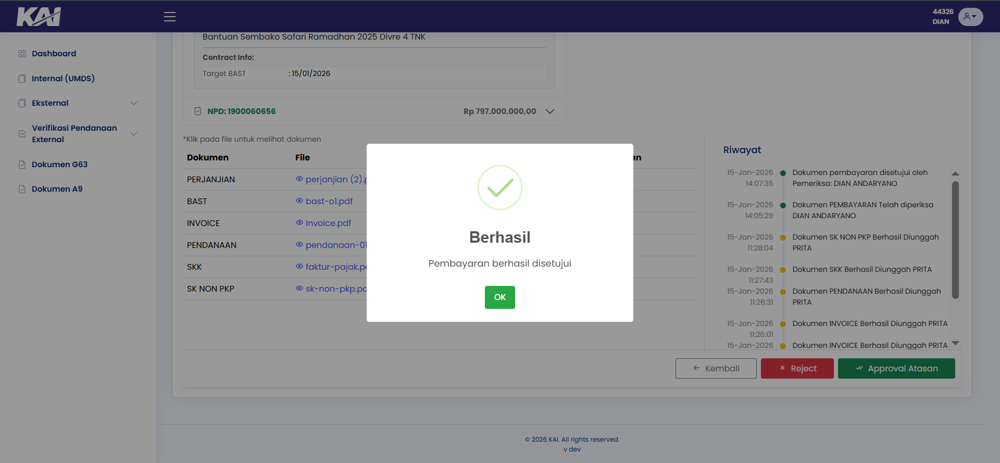 KAI
44326
DIAN
Dashboard
Internal (UMDS)
Eksternal
Verifikasi Pendanaan
External
Dokumen G63
Dokumen A9
Bantuan Sembako Safari Ramadhan 2025 Divre 4 TNK
Contract Info:
Target BAST : 15/01/2026
NPD: 1900060656 Rp 797.000.000,00
*Klik pada file untuk melihat dokumen
Dokumen File
PERJANJIAN perjanjian (2).p
BAST bast-o1.pdf
INVOICE Invoice.pdf
PENDANAAN pendanaan-01
SKK faktur-pajak.pd
SK NON PKP sk-non-pkp.pd
Berhasil
Pembayaran berhasil disetujui
OK
Riwayat
15-Jan-2026 Dokumen pembayaran disetujui oleh
14:07:35 Pemeriksa: DIAN ANDARYANO
15-Jan-2026 Dokumen PEMBAYARAN Telah diperiksa
14:05:29 DIAN ANDARYANO
15-Jan-2026 Dokumen SK NON PKP Berhasil Diunggah
11:28:04 PRITA
15-Jan-2026 Dokumen SKK Berhasil Diunggah PRITA
11:27:43
15-Jan-2026 Dokumen PENDANAAN Berhasil Diunggah
11:26:31 PRITA
15-Jan-2026 Dokumen INVOICE Berhasil Diunggah PRITA
11:26:01
15-Jan-2026 Dokumen INVOICE Berhasil Diunggah PRITA
Kembali
Reject
Approval Atasan
© 2026 KAI. All rights reserved.
v dev